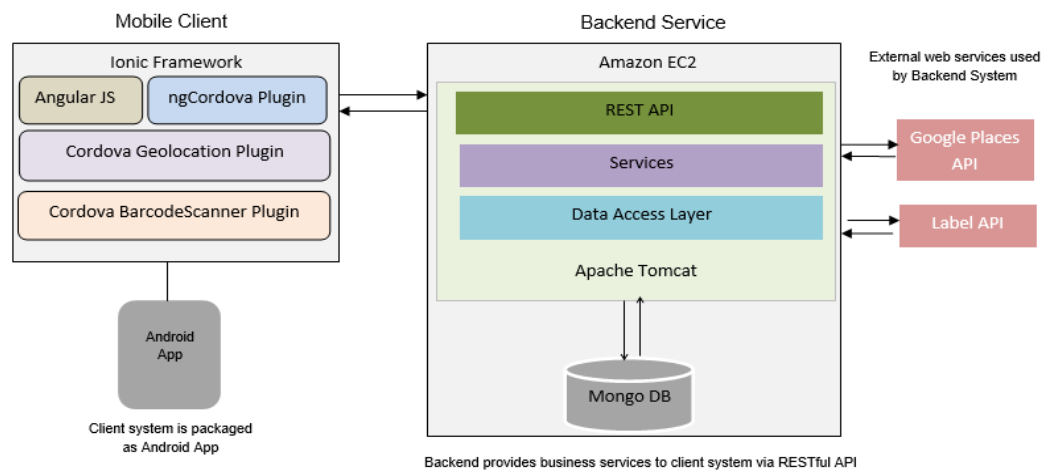 Mobile Client
Ionic Framework
Angular JS
ngCordova Plugin
Cordova Geolocation Plugin
Cordova BarcodeScanner Plugin
Android
App
Client system is packaged
as Android App
Backend Service
Amazon EC2
REST API
Services
Data Access Layer
Apache Tomcat
Mongo DB
Backend provides business services to client system via RESTful API
External web services used
by Backend System
Google Places
API
Label API